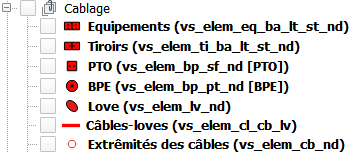 Cablage
Equipements (vs_elem_eq_ba_lt_st_nd)
Tiroirs (vs_elem_ti_ba_lt_st_nd)
PTO (vs_elem_bp_sf_nd [PTO])
BPE (vs_elem_bp_pt_nd [BPE])
Love (vs_elem_lv_nd)
Câbles-loves (vs_elem_cl_cb_lv)
Extrêmités des câbles (vs_elem_cb_nd)